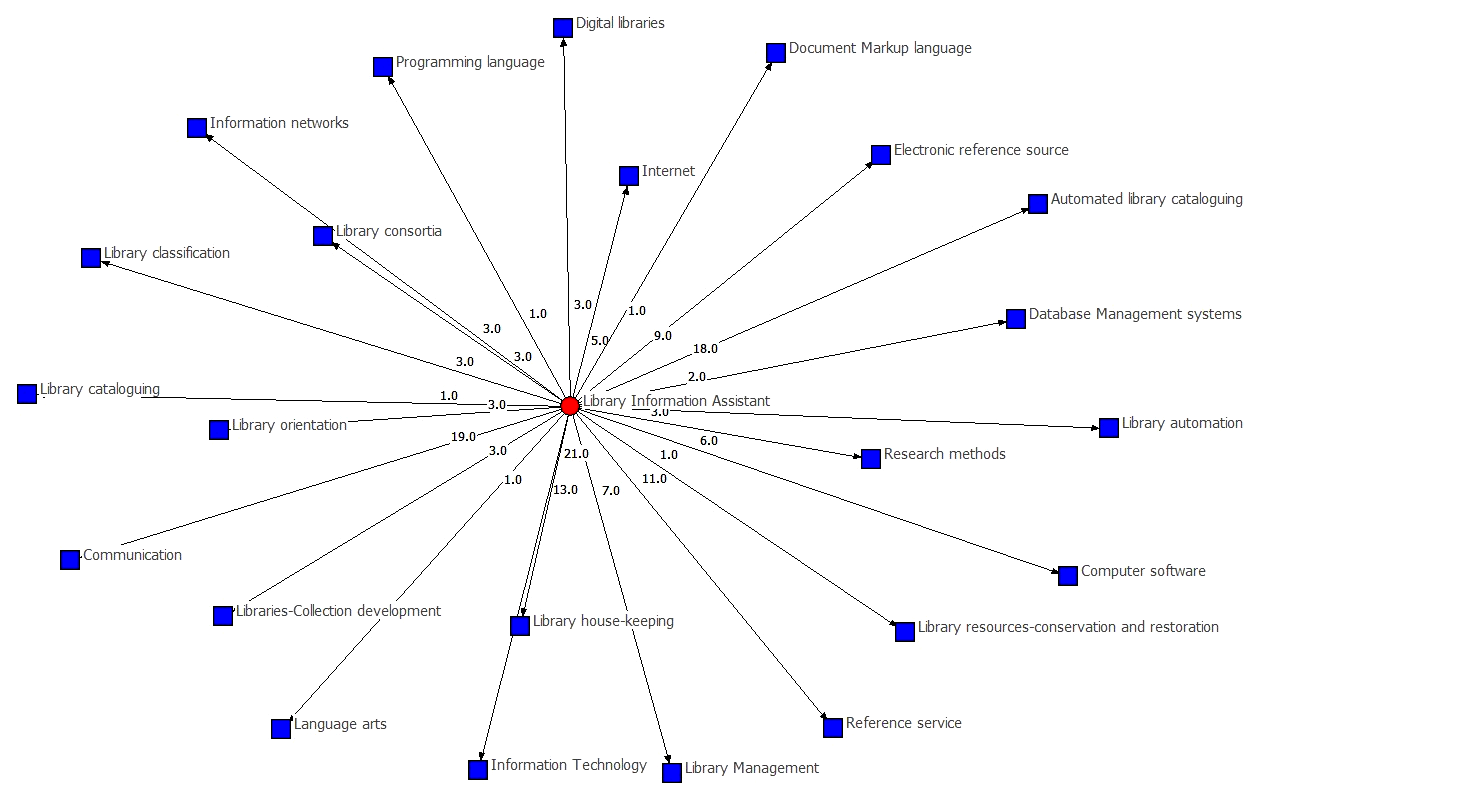 Digital libraries
Document Markup language
Programming language
Information networks
Electronic reference source
Internet
Automated library cataloguing
Library consortia
Library classification
3.0
1.0
1.0
Database Management systems
3.0
5.0
9.0
18.0
3.0
3.0
2.0
Library cataloguing
1.0
Library Information Assistant
3.0
3.0
Library orientation
Library automation
19.0
6.0
3.0
21.0
1.0
Research methods
1.0
13.0
7.0
11.0
Communication
Computer software
Libraries-Collection development
Library house-keeping
Library resources-conservation and restoration
Language arts
Reference service
Information Technology
Library Management